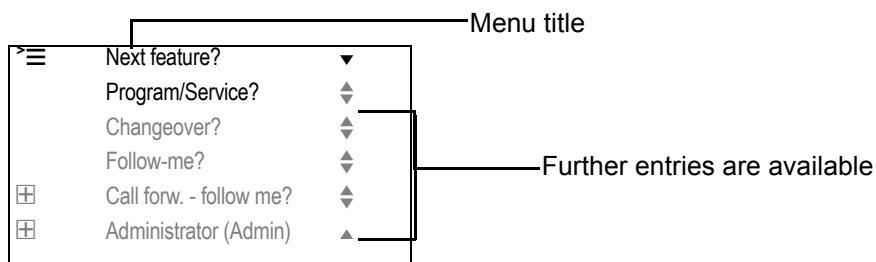 Menu title
Next feature?
Program/Service?
Changeover?
Follow-me?
Further entries are available
Call forw. - follow me?
Administrator (Admin)